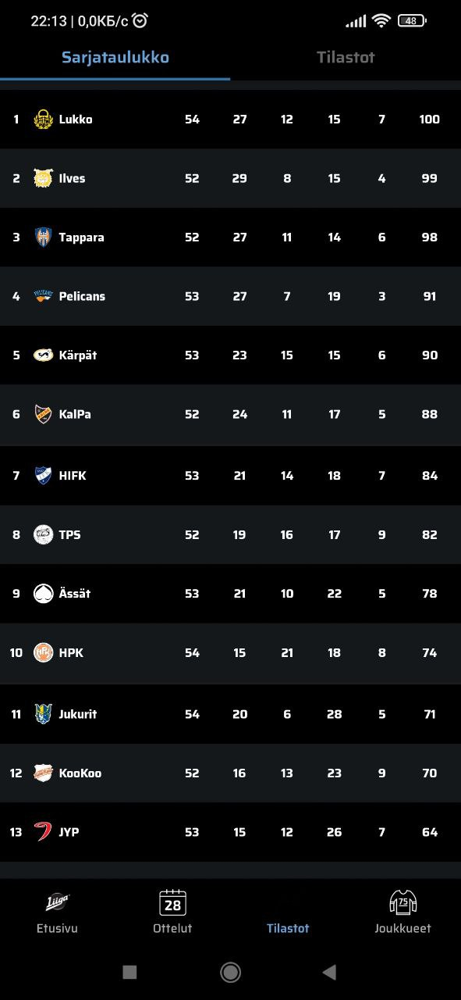 22:13 | 0,0КБ/с 48
Sarjataulukko Tilastot
1 Lukko 54 27 12 15 7 100
2 Ilves 52 29 8 15 4 99
3 Tappara 52 27 11 14 6 98
4 PELICANS Pelicans 53 27 7 19 3 91
5 Kärpät 53 23 15 15 6 90
6 KalPa 52 24 11 17 5 88
7 HIFK 53 21 14 18 7 84
8 TPS 52 19 16 17 9 82
9 Ässät 53 21 10 22 5 78
10 HPK HPK 54 15 21 18 8 74
11 Jukurit 54 20 6 28 5 71
12 KooKoo 52 16 13 23 9 70
13 JYP 53 15 12 26 7 64
Liiga 28 75
Etusivu Ottelut Tilastot Joukkueet